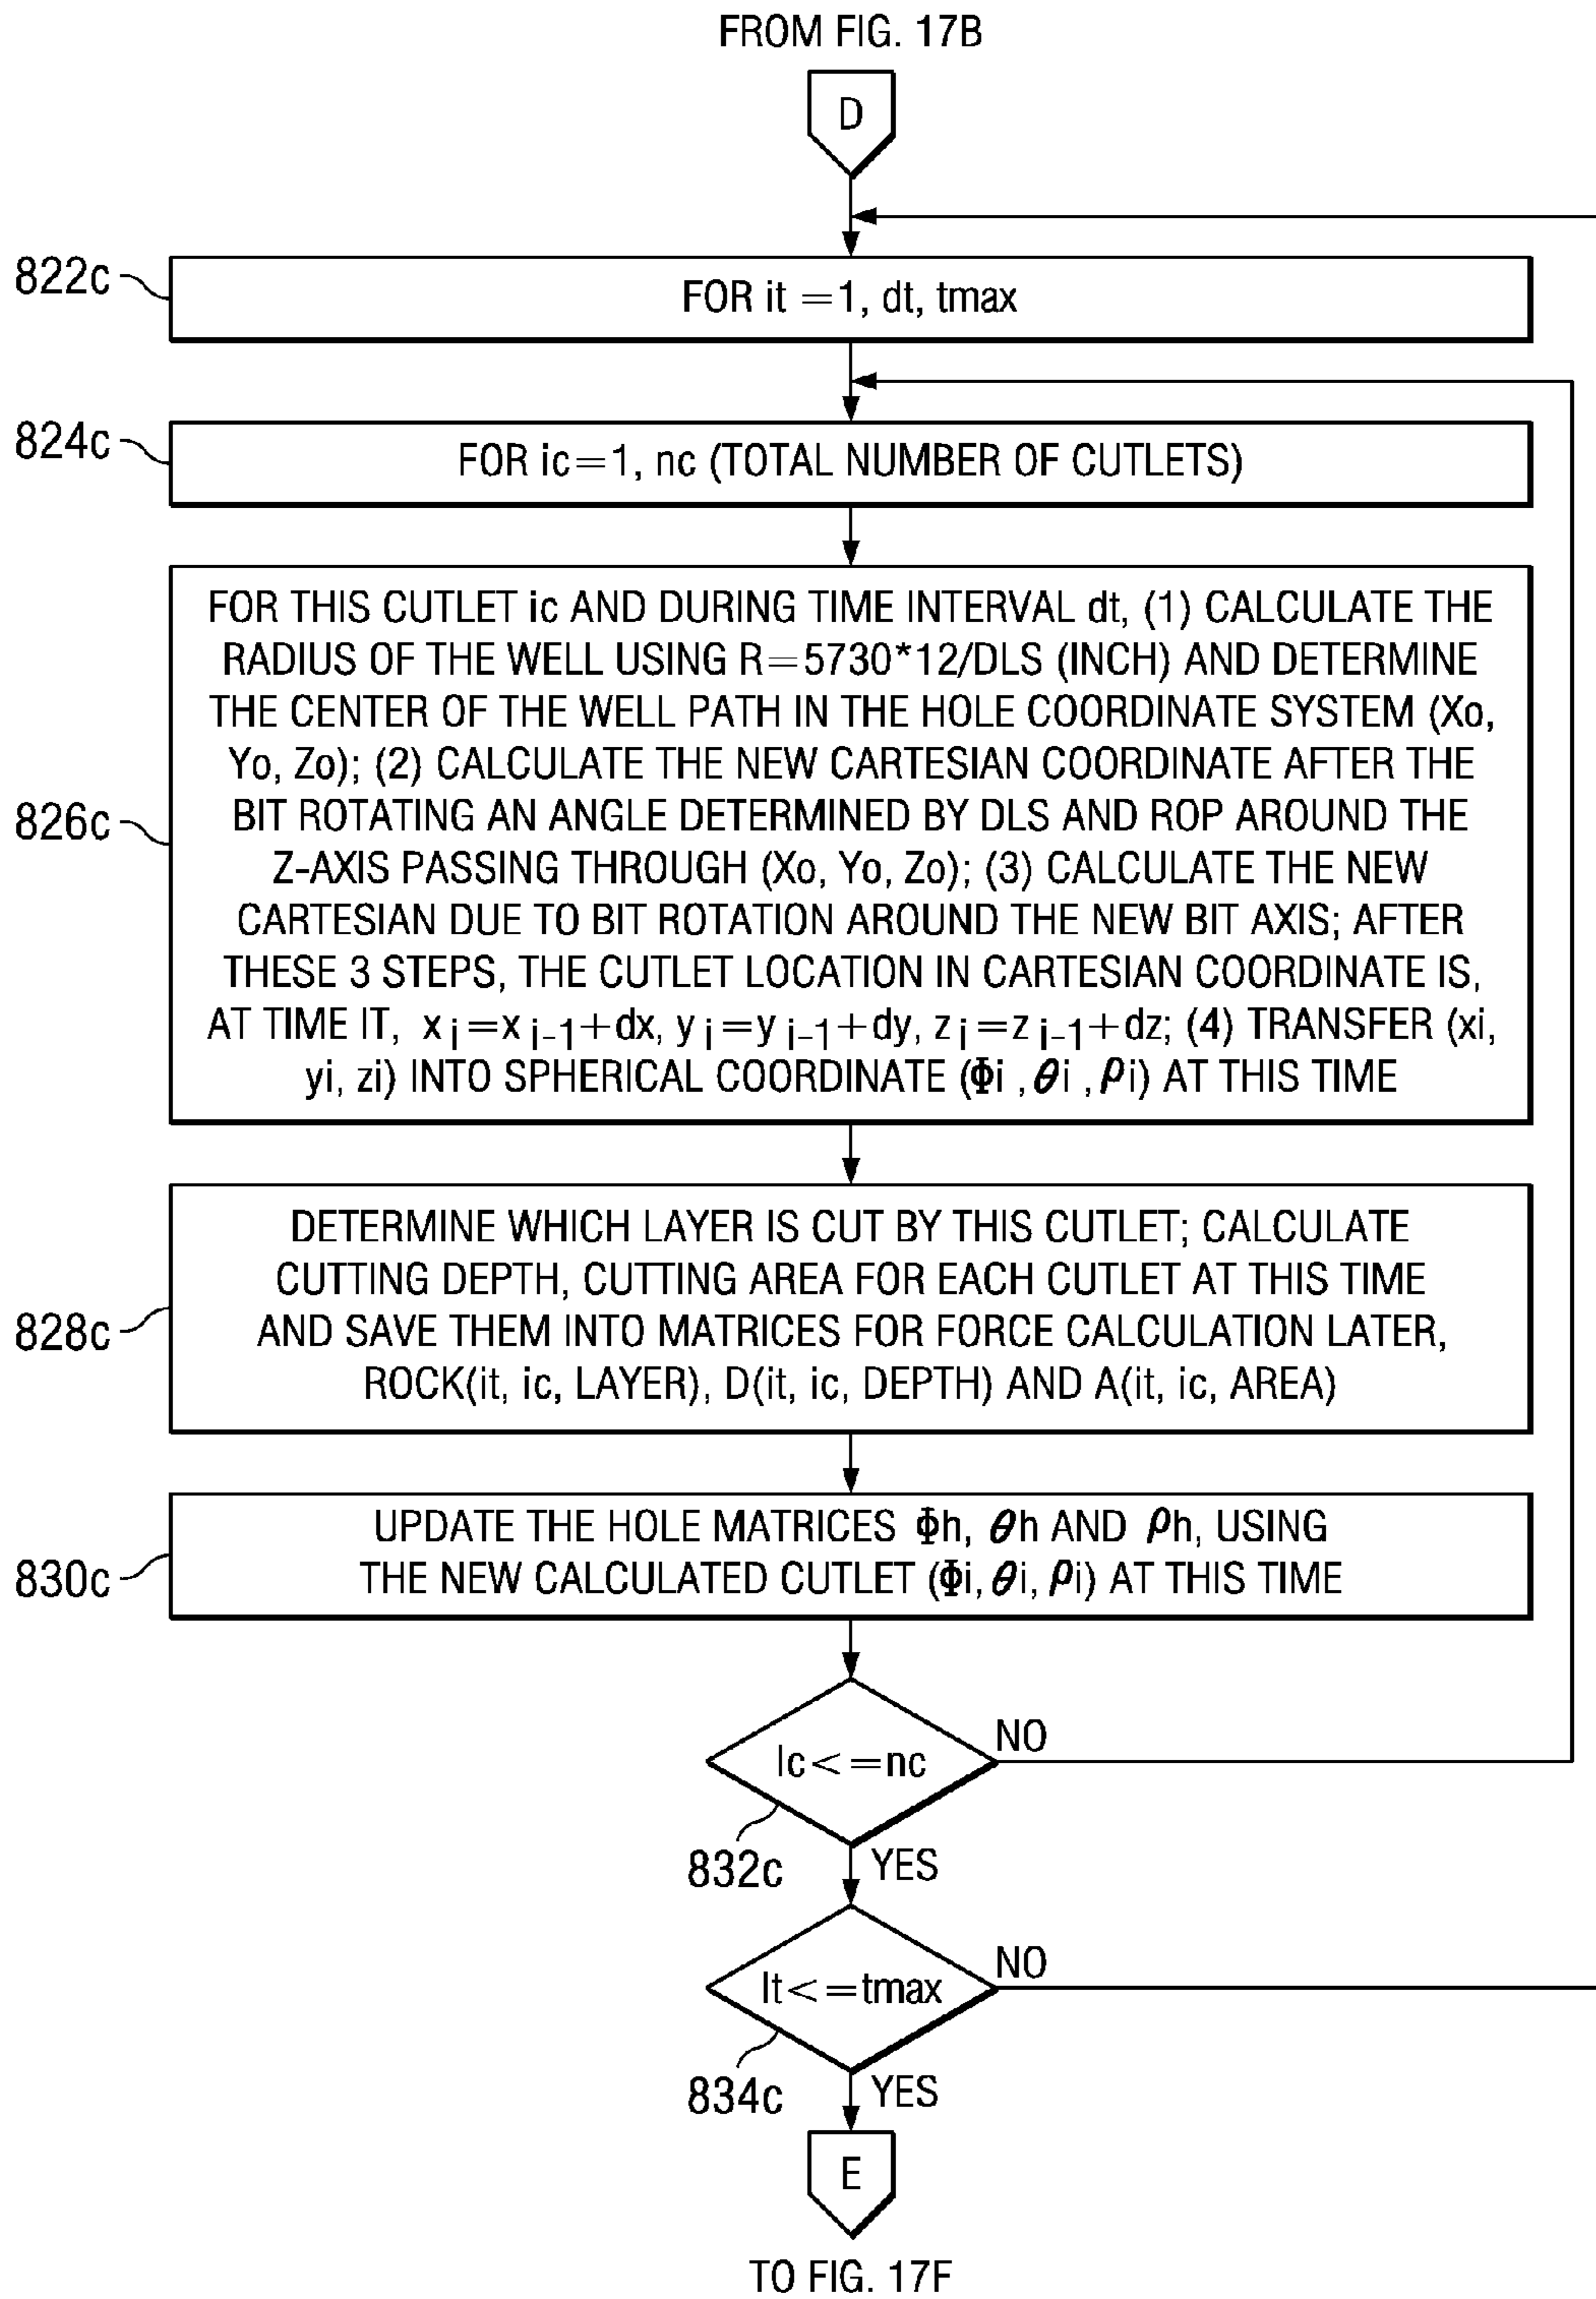 FROM FIG. 17B
D
822c
FOR it =1, dt, tmax
824c
FOR ic=1, nc (TOTAL NUMBER OF CUTLETS)
826c
FOR THIS CUTLET ic AND DURING TIME INTERVAL dt, (1) CALCULATE THE
RADIUS OF THE WELL USING R=5730*12/DLS (INCH) AND DETERMINE
THE CENTER OF THE WELL PATH IN THE HOLE COORDINATE SYSTEM (Xo,
Yo, Zo); (2) CALCULATE THE NEW CARTESIAN COORDINATE AFTER THE
BIT ROTATING AN ANGLE DETERMINED BY DLS AND ROP AROUND THE
Z-AXIS PASSING THROUGH (Xo, Yo, Zo); (3) CALCULATE THE NEW
CARTESIAN DUE TO BIT ROTATION AROUND THE NEW BIT AXIS; AFTER
THESE 3 STEPS, THE CUTLET LOCATION IN CARTESIAN COORDINATE IS,
AT TIME IT, x i=x i-1+dx, y i=y i-1+dy, z i=z i-1+dz; (4) TRANSFER (xi,
yi, zi) INTO SPHERICAL COORDINATE (Φi , θi , ρi) AT THIS TIME
828c
DETERMINE WHICH LAYER IS CUT BY THIS CUTLET; CALCULATE
CUTTING DEPTH, CUTTING AREA FOR EACH CUTLET AT THIS TIME
AND SAVE THEM INTO MATRICES FOR FORCE CALCULATION LATER,
ROCK(it, ic, LAYER), D(it, ic, DEPTH) AND A(it, ic, AREA)
830c
UPDATE THE HOLE MATRICES Φh, θh AND ρh, USING
THE NEW CALCULATED CUTLET (Φi, θi, ρi) AT THIS TIME
Ic<=nc
NO
832c
YES
It<=tmax
NO
834c
YES
E
TO FIG. 17F